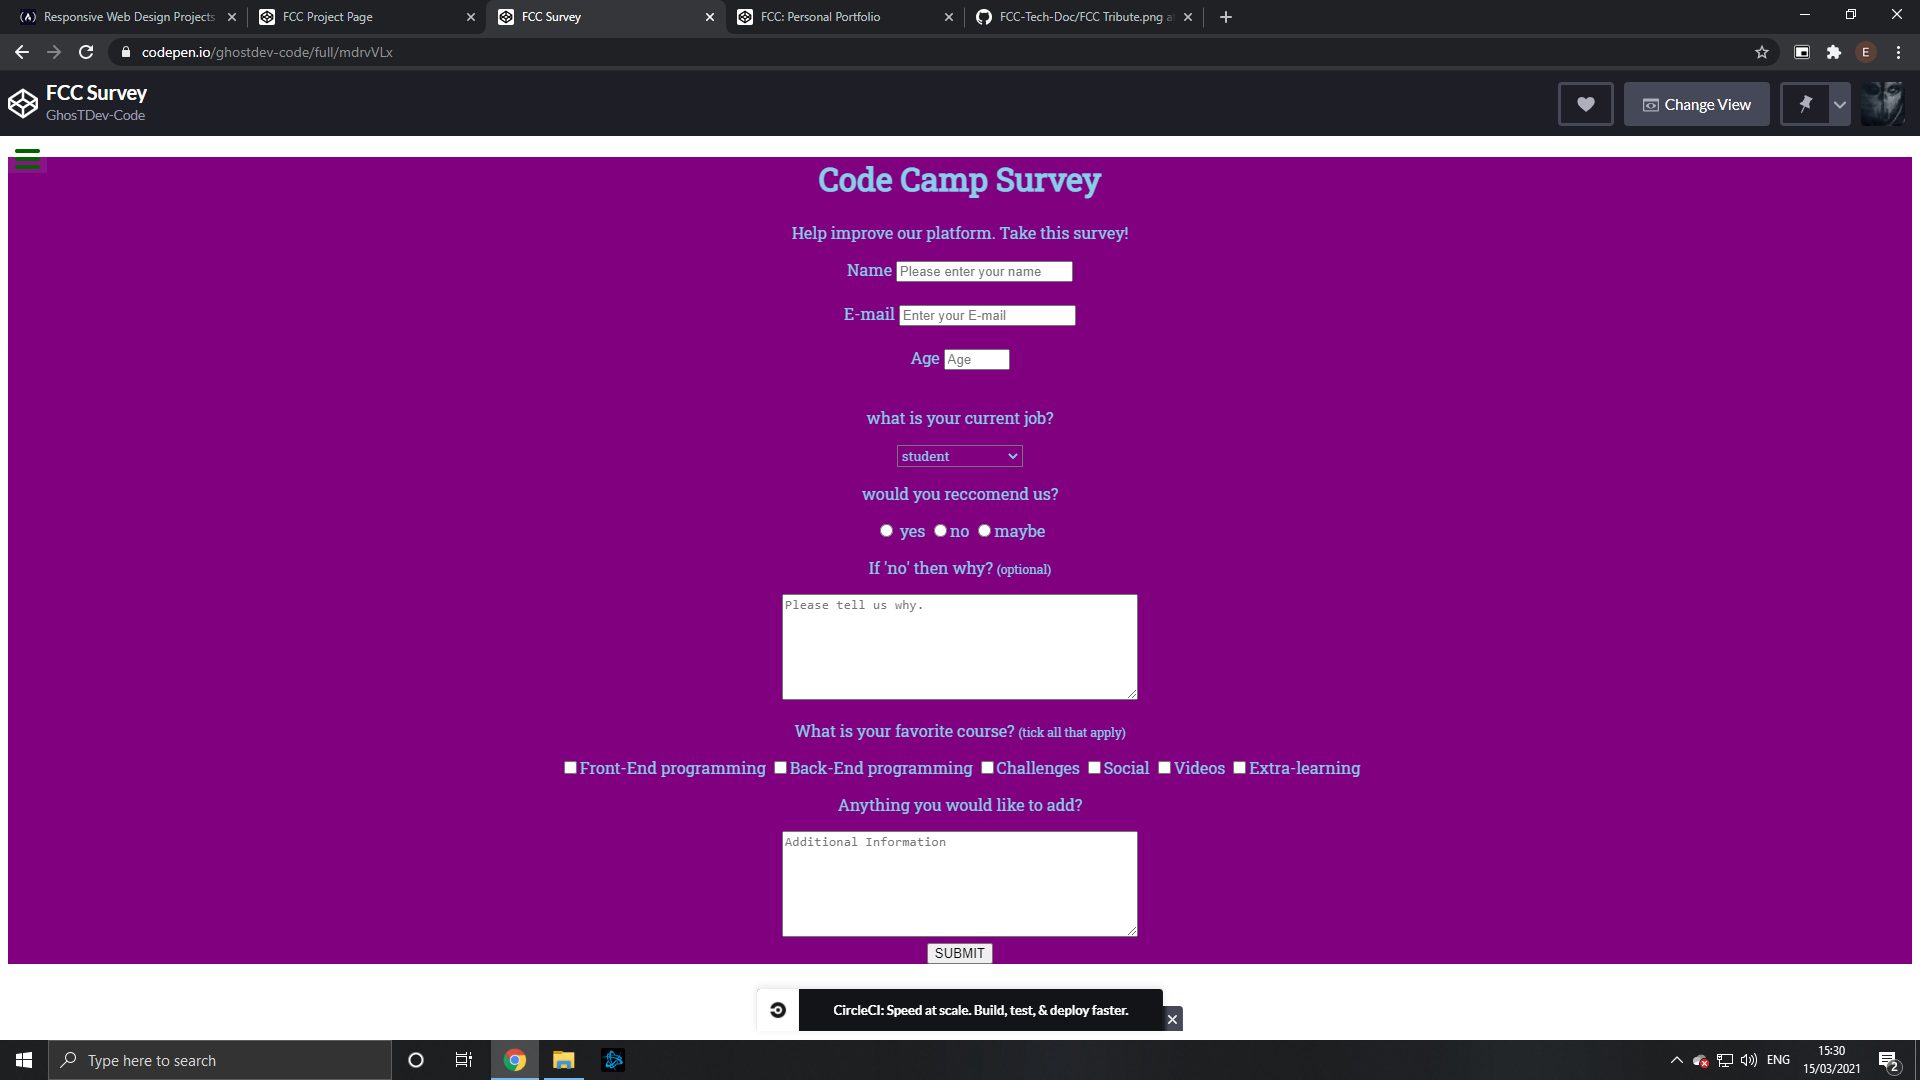 Responsive Web Design Projects
FCC Project Page
FCC Survey
FCC: Personal Portfolio
FCC-Tech-Doc/FCC Tribute.png a
codepen.io/ghostdev-code/full/mdrvVLx
E
FCC Survey
GhosTDev-Code
Change View
Code Camp Survey
Help improve our platform. Take this survey!
Name Please enter your name
E-mail Enter your E-mail
Age Age
what is your current job?
student
would you reccomend us?
yes no maybe
If 'no' then why? (optional)
Please tell us why.
What is your favorite course? (tick all that apply)
Front-End programming Back-End programming Challenges Social Videos Extra-learning
Anything you would like to add?
Additional Information
SUBMIT
CircleCI: Speed at scale. Build, test, & deploy faster.
Type here to search
ENG
15:30
15/03/2021
2